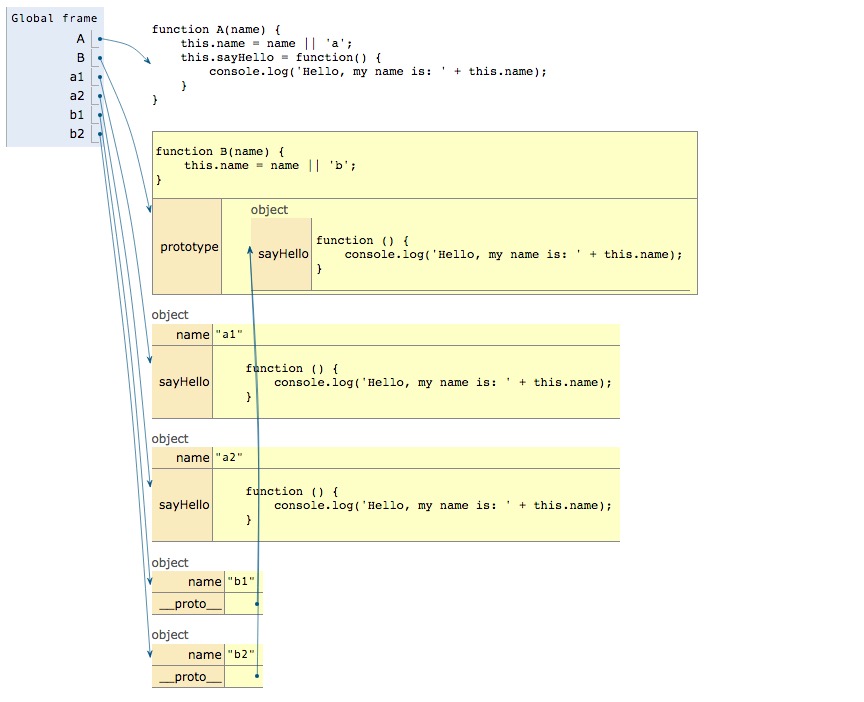 Global frame
A
B
a1
a2
b1
b2
function A(name) {
    this.name = name || 'a';
    this.sayHello = function() {
        console.log('Hello, my name is: ' + this.name);
    }
}
function B(name) {
    this.name = name || 'b';
}
prototype
object
sayHello
function () {
    console.log('Hello, my name is: ' + this.name);
}
object
name "a1"
sayHello
function () {
    console.log('Hello, my name is: ' + this.name);
}
object
name "a2"
sayHello
function () {
    console.log('Hello, my name is: ' + this.name);
}
object
name "b1"
__proto__
object
name "b2"
__proto__